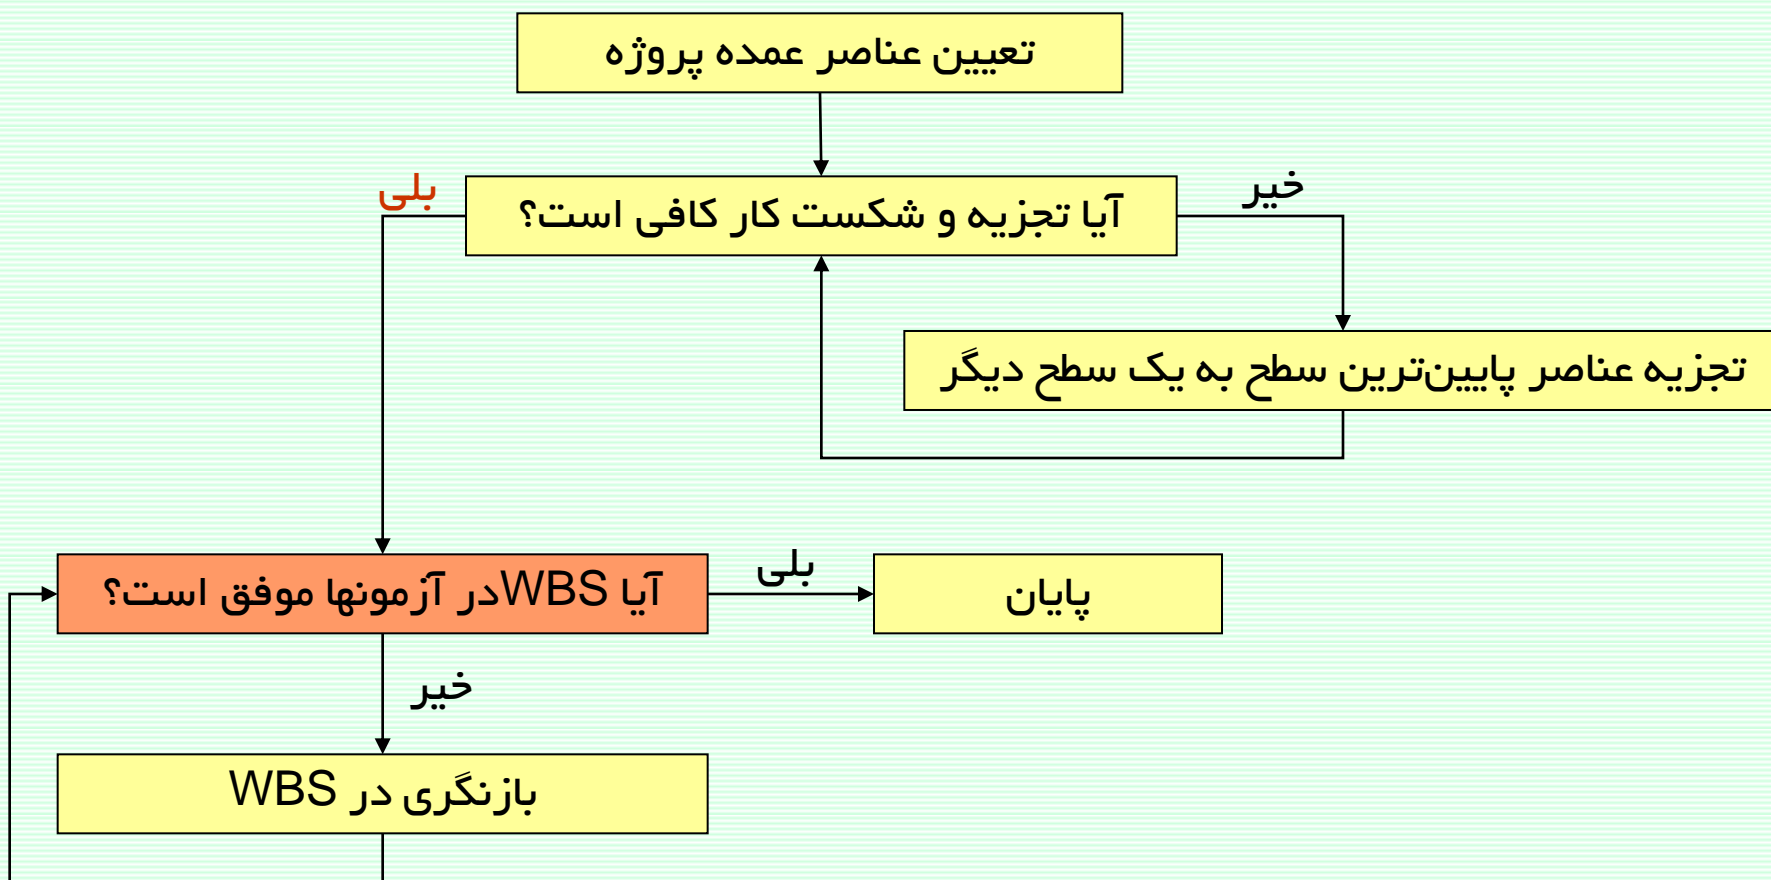 تعیین عناصر عمده پروژه
خیر
آیا تجزیه و شکست کار کافی است؟
بلی
تجزیه عناصر پایین‌ترین سطح به یک سطح دیگر
آیا WBSدر آزمونها موفق است؟
بلی
پایان
خیر
بازنگری در WBS